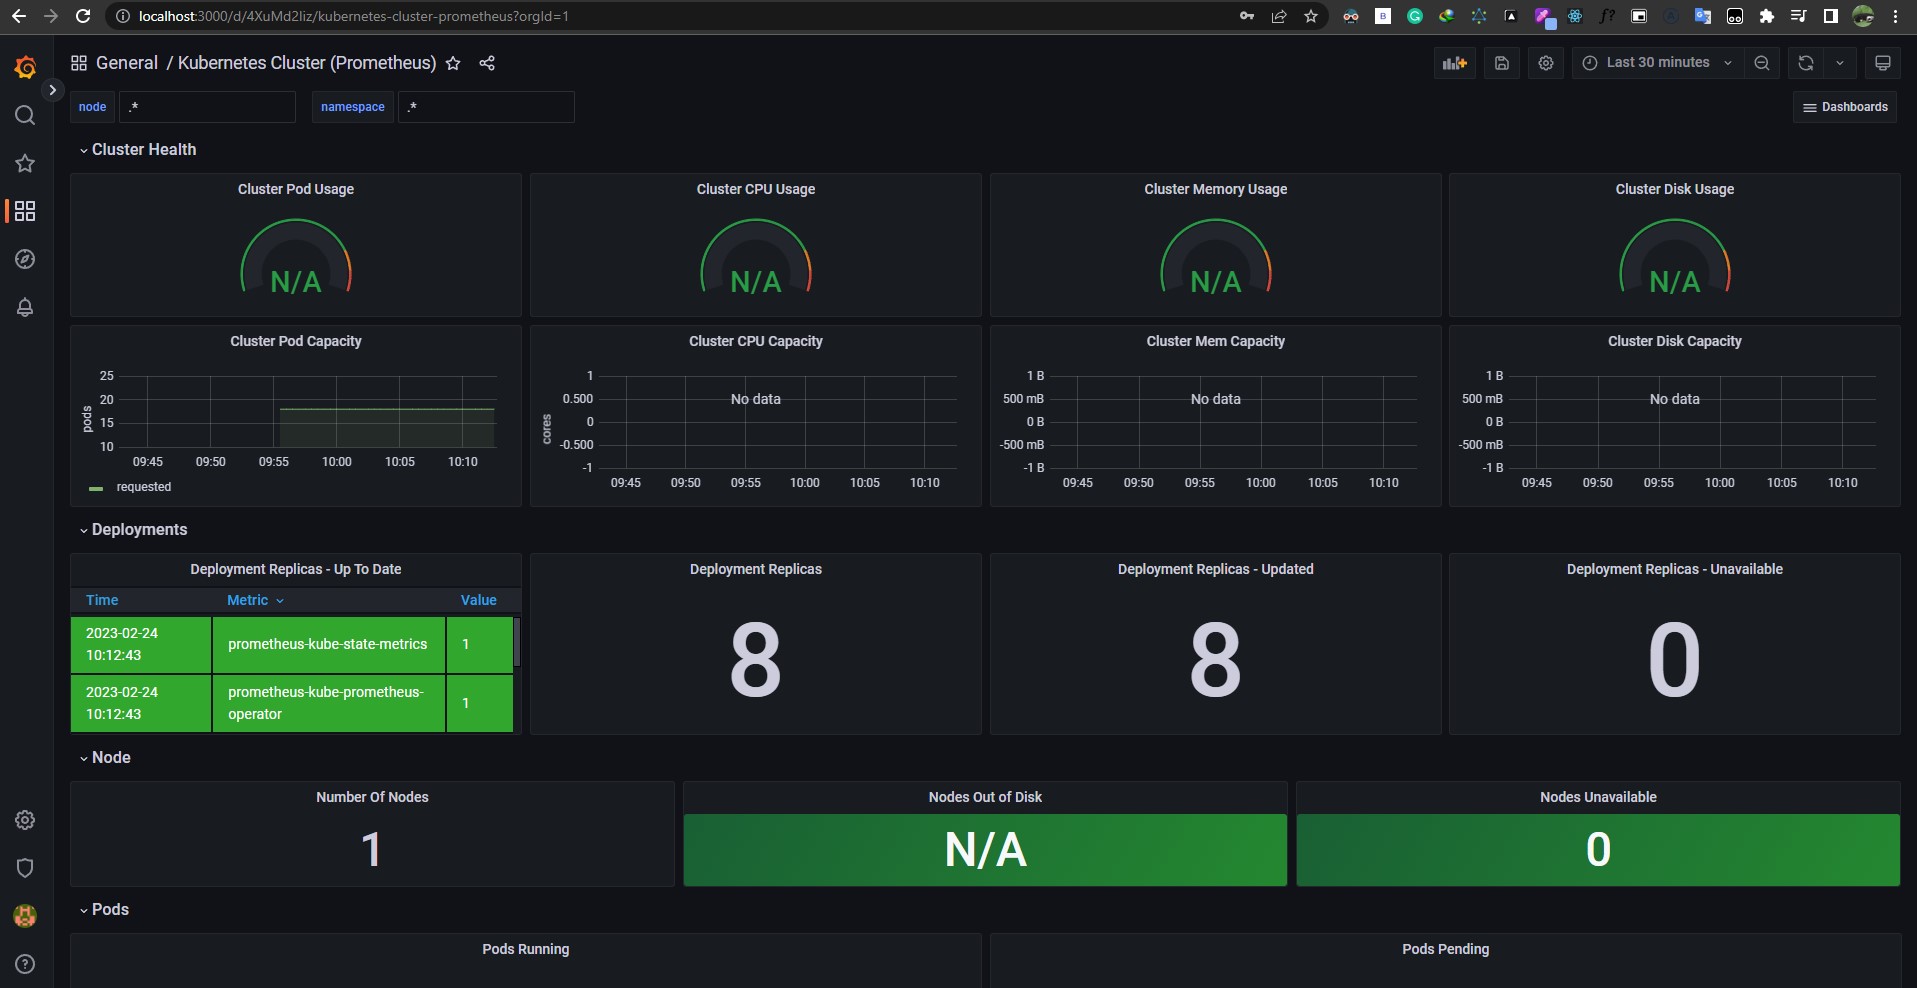 localhost:3000/d/4XuMd2Iiz/kubernetes-cluster-prometheus?orgId=1
General / Kubernetes Cluster (Prometheus)
Last 30 minutes
node .* namespace .*
Dashboards
Cluster Health
Cluster Pod Usage
N/A
Cluster CPU Usage
N/A
Cluster Memory Usage
N/A
Cluster Disk Usage
N/A
Cluster Pod Capacity
pods
25
20
15
10
09:45 09:50 09:55 10:00 10:05 10:10
requested
Cluster CPU Capacity
cores
1
0.500
0
-0.500
-1
No data
09:45 09:50 09:55 10:00 10:05 10:10
Cluster Mem Capacity
1 B
500 mB
0 B
-500 mB
-1 B
No data
09:45 09:50 09:55 10:00 10:05 10:10
Cluster Disk Capacity
1 B
500 mB
0 B
-500 mB
-1 B
No data
09:45 09:50 09:55 10:00 10:05 10:10
Deployments
Deployment Replicas - Up To Date
Time Metric Value
2023-02-24
10:12:43
prometheus-kube-state-metrics
1
2023-02-24
10:12:43
prometheus-kube-prometheus-
operator
1
Deployment Replicas
8
Deployment Replicas - Updated
8
Deployment Replicas - Unavailable
0
Node
Number Of Nodes
1
Nodes Out of Disk
N/A
Nodes Unavailable
0
Pods
Pods Running
Pods Pending